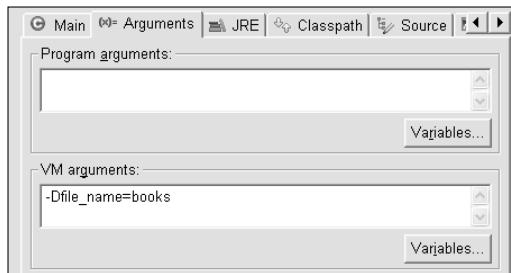 Main (x)= Arguments JRE Classpath Source
Program arguments:
Variables...
VM arguments:
-Dfile_name=books
Variables...